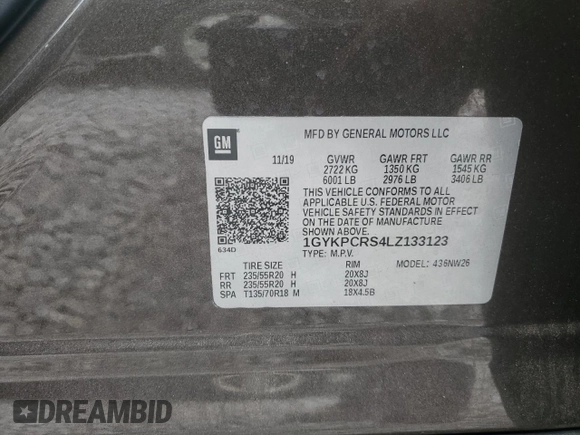 GM
MFD BY GENERAL MOTORS LLC
11/19 GVWR GAWR FRT GAWR RR
2722 KG 1350 KG 1545 KG
6001 LB 2976 LB 3406 LB
THIS VEHICLE CONFORMS TO ALL
APPLICABLE U.S. FEDERAL MOTOR
VEHICLE SAFETY STANDARDS IN EFFECT
ON THE DATE OF MANUFACTURE
SHOWN ABOVE.
634D
1GYKPCRS4LZ133123
TYPE: M.P.V.
TIRE SIZE RIM MODEL: 436NW26
FRT 235/55R20 H 20X8J
RR 235/55R20 H 20X8J
SPA T135/70R18 M 18X4.5B
DREAMBID